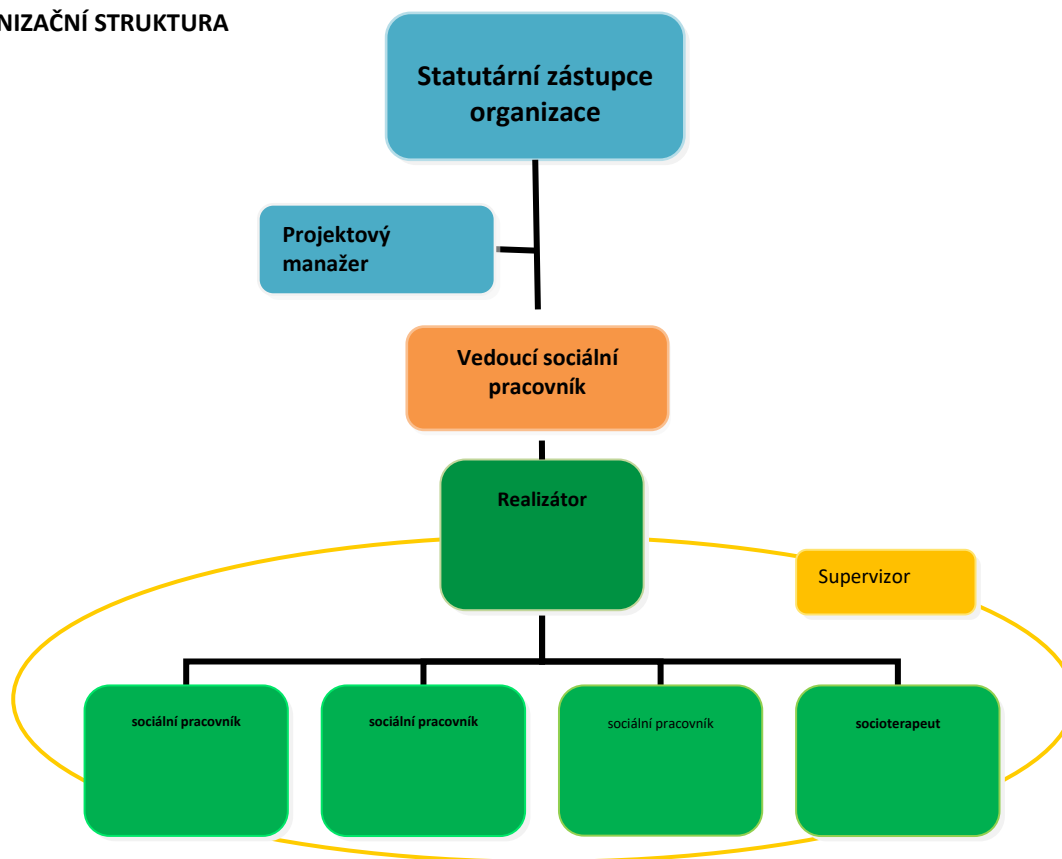 NIZAČNÍ STRUKTURA
Statutární zástupce
organizace
Projektový
manažer
Vedoucí sociální
pracovník
Realizátor
Supervizor
sociální pracovník
sociální pracovník
sociální pracovník
socioterapeut